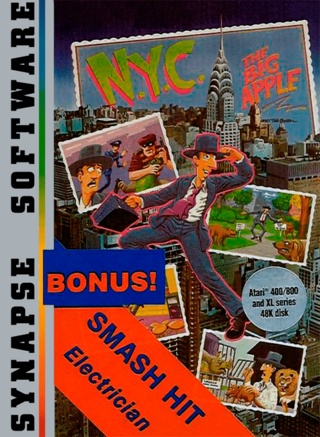 SYNAPSE SOFTWARE
N.Y.C.
THE
BIG
APPLE
BONUS!
SMASH HIT
Electrician
Atari® 400/800
and XL series
48K disk